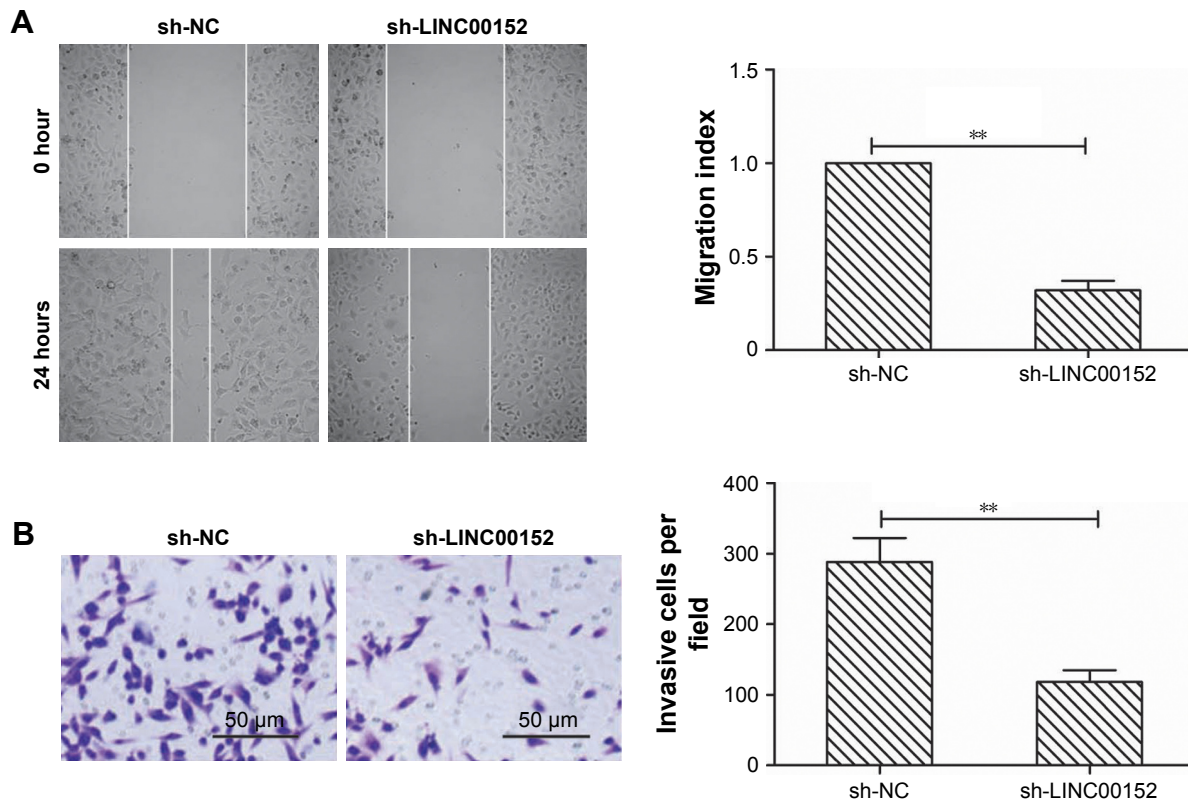 A
sh-NC
sh-LINC00152
0 hour
24 hours
Migration index
1.5
1.0
0.5
0
**
sh-NC
sh-LINC00152
B
sh-NC
sh-LINC00152
50 µm
50 µm
Invasive cells per
field
400
300
200
100
0
**
sh-NC
sh-LINC00152